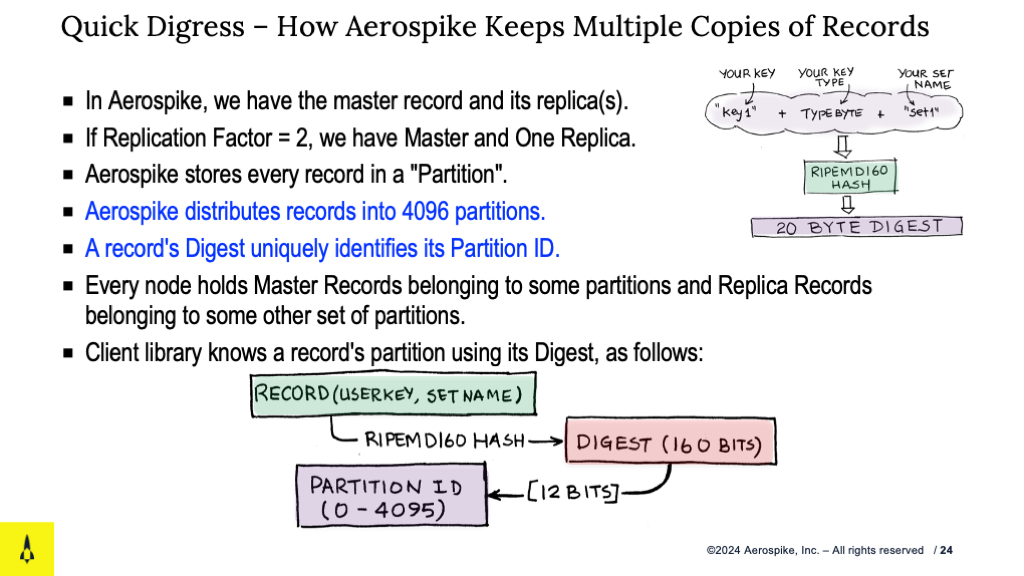 Quick Digress – How Aerospike Keeps Multiple Copies of Records
YOUR KEY
YOUR KEY
TYPE
YOUR SET
NAME
"key1" + TYPE BYTE + "set1"
RIPEMD160
HASH
20 BYTE DIGEST
▪ In Aerospike, we have the master record and its replica(s).
▪ If Replication Factor = 2, we have Master and One Replica.
▪ Aerospike stores every record in a "Partition".
▪ Aerospike distributes records into 4096 partitions.
▪ A record's Digest uniquely identifies its Partition ID.
▪ Every node holds Master Records belonging to some partitions and Replica Records
belonging to some other set of partitions.
▪ Client library knows a record's partition using its Digest, as follows:
RECORD (USERKEY, SET NAME)
RIPEMD160 HASH
DIGEST (160 BITS)
[12 BITS]
PARTITION ID
(0 - 4095)
©2024 Aerospike, Inc. – All rights reserved / 24